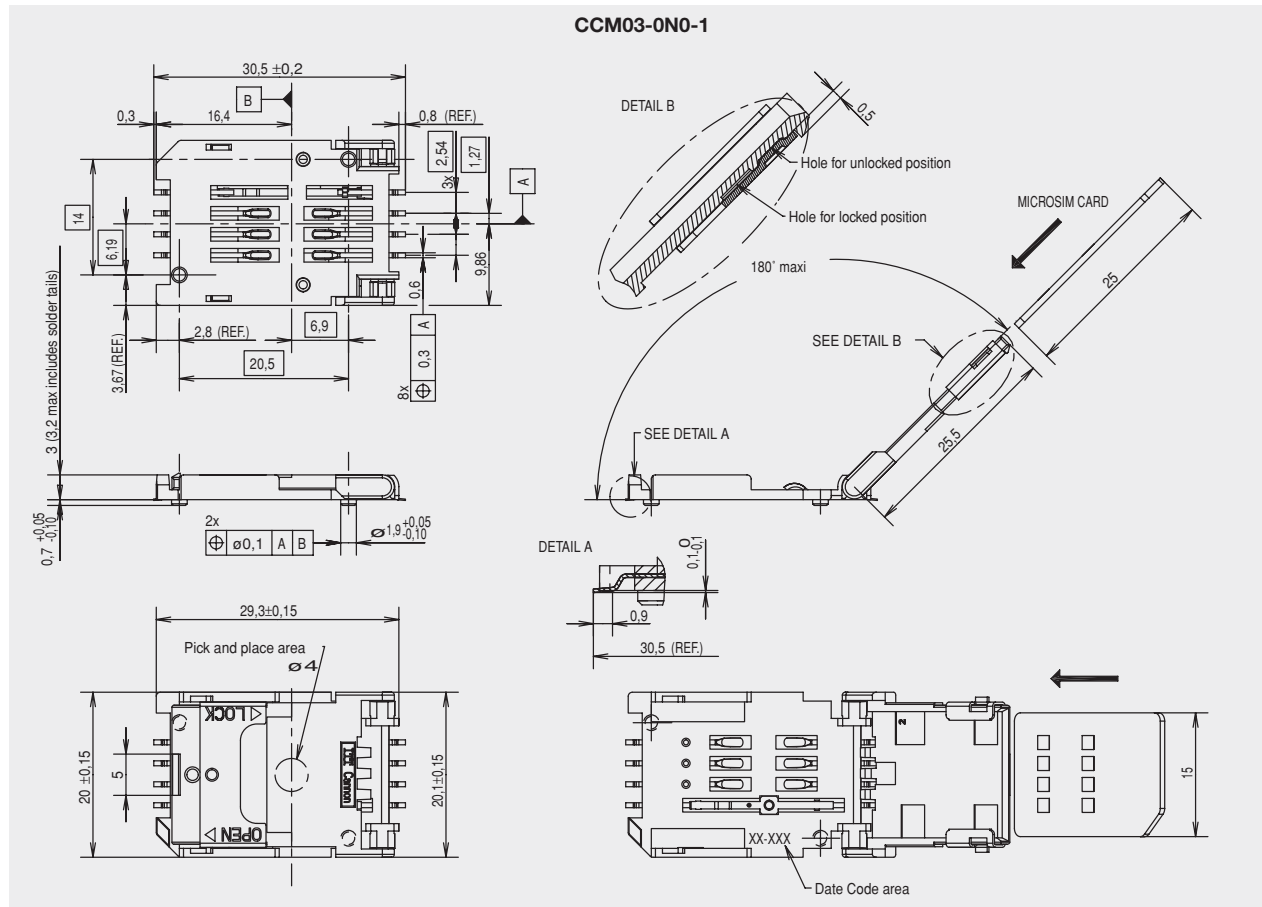 CCM03-0N0-1
30,5 ±0,2
B
0,3
16,4
0,8 (REF.)
2,54
1,27
3x
A
14
6,19
9,86
0,6
2,8 (REF.)
6,9
20,5
3,67 (REF.)
8x ⌖ 0,3 A
3 (3,2 max includes solder tails)
0,7 +0,05 -0,10
2x
⌖ ø0,1 A B
ø1,9 +0,05 -0,10
DETAIL B
0,5
Hole for unlocked position
Hole for locked position
MICROSIM CARD
25
180° maxi
SEE DETAIL B
25,5
SEE DETAIL A
DETAIL A
0,1 0 -0,1
0,9
30,5 (REF.)
29,3±0,15
Pick and place area
ø4
LOCK
OPEN
Cannon
20 ±0,15
5
20,1±0,15
2
15
XX-XXX
Date Code area